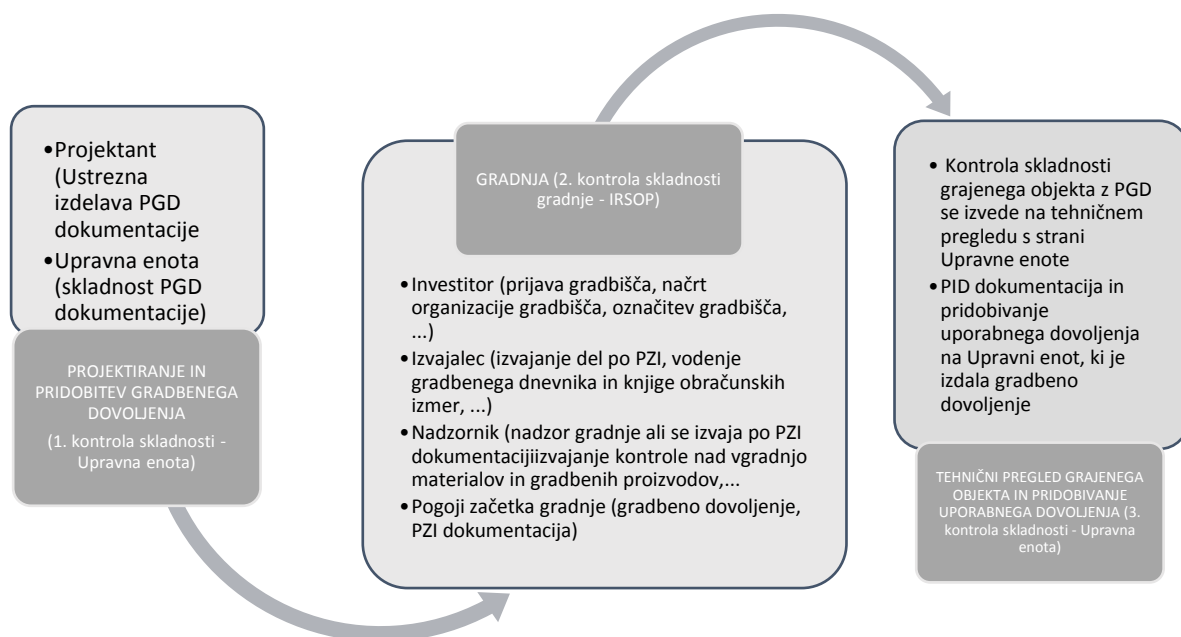 •Projektant
(Ustrezna
izdelava PGD
dokumentacije
•Upravna enota
(skladnost PGD
dokumentacije)
PROJEKTIRANJE IN
PRIDOBITEV GRADBENEGA
DOVOLJENJA
(1. kontrola skladnosti -
Upravna enota)
GRADNJA (2. kontrola skladnosti
gradnje - IRSOP)
•Investitor (prijava gradbišča, načrt
organizacije gradbišča, označitev gradbišča,
...)
•Izvajalec (izvajanje del po PZI, vodenje
gradbenega dnevnika in knjige obračunskih
izmer, ...)
•Nadzornik (nadzor gradnje ali se izvaja po PZI
dokumentacijiizvajanje kontrole nad vgradnjo
materialov in gradbenih proizvodov,...
•Pogoji začetka gradnje (gradbeno dovoljenje,
PZI dokumentacija)
• Kontrola skladnosti
grajenega objekta z PGD
se izvede na tehničnem
pregledu s strani
Upravne enote
•PID dokumentacija in
pridobivanje
uporabnega dovoljenja
na Upravni enot, ki je
izdala gradbeno
dovoljenje
TEHNIČNI PREGLED GRAJENEGA
OBJEKTA IN PRIDOBIVANJE
UPORABNEGA DOVOLJENJA (3.
kontrola skladnosti - Upravna
enota)